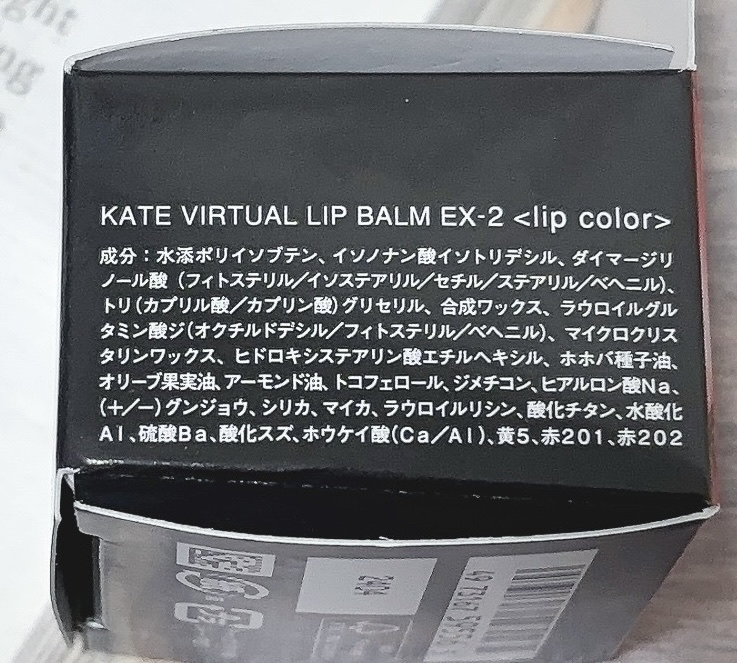 ght
ng
KATE VIRTUAL LIP BALM EX-2 <lip color>
成分：水添ポリイソブテン、イソノナン酸イソトリデシル、ダイマージリ
ノール酸（フィトステリル／イソステアリル／セチル／ステアリル／ベヘニル）、
トリ（カプリル酸／カプリン酸）グリセリル、合成ワックス、ラウロイルグル
タミン酸ジ（オクチルドデシル／フィトステリル／ベヘニル）、マイクロクリス
タリンワックス、ヒドロキシステアリン酸エチルヘキシル、ホホバ種子油、
オリーブ果実油、アーモンド油、トコフェロール、ジメチコン、ヒアルロン酸Na、
（+／−）グンジョウ、シリカ、マイカ、ラウロイルリシン、酸化チタン、水酸化
Al、硫酸Ba、酸化スズ、ホウケイ酸（Ca／Al）、黄5、赤201、赤202
2404